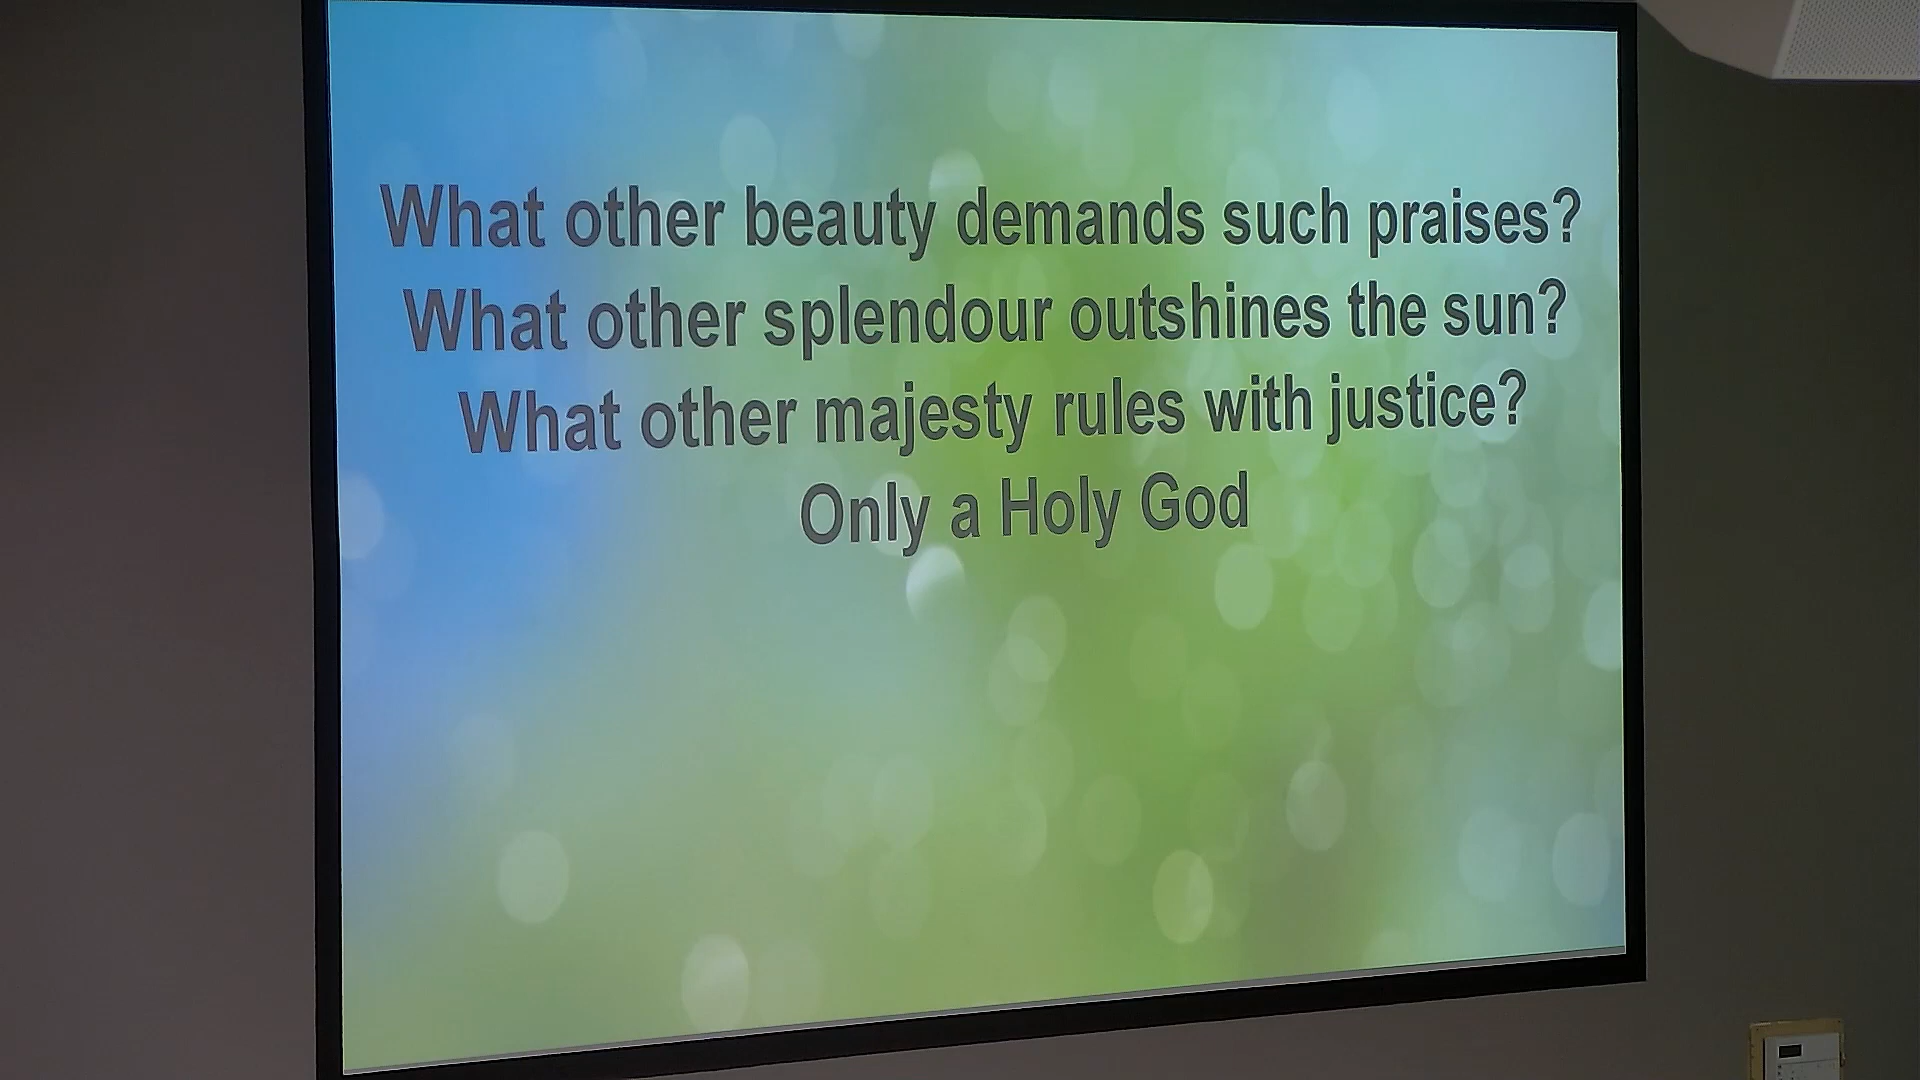 What other beauty demands such praises?
What other splendour outshines the sun?
What other majesty rules with justice?
Only a Holy God